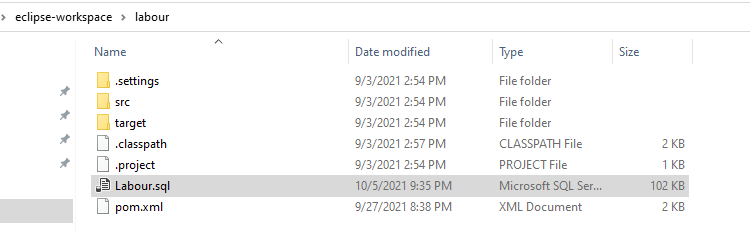 eclipse-workspace > labour
Name Date modified Type Size
.settings 9/3/2021 2:54 PM File folder
src 9/3/2021 2:54 PM File folder
target 9/3/2021 2:54 PM File folder
.classpath 9/3/2021 2:57 PM CLASSPATH File 2 KB
.project 9/3/2021 2:54 PM PROJECT File 1 KB
Labour.sql 10/5/2021 9:35 PM Microsoft SQL Ser... 102 KB
pom.xml 9/27/2021 8:38 PM XML Document 2 KB